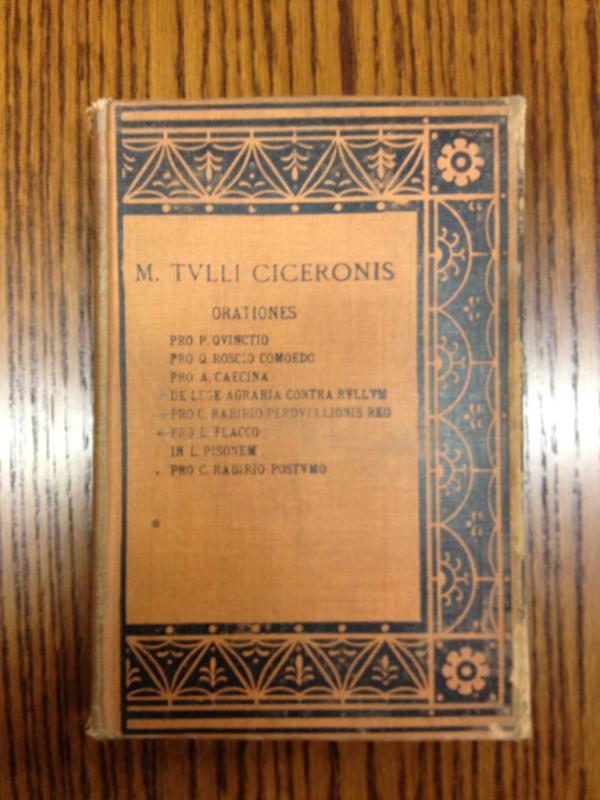 M. TVLLI CICERONIS
ORATIONES
PRO P. QVINCTIO
PRO Q. ROSCIO COMOEDO
PRO A. CAECINA
DE LEGE AGRARIA CONTRA RVLLVM
PRO C. RABIRIO PERDVELLIONIS REO
PRO L. FLACCO
IN L. PISONEM
PRO C. RABIRIO POSTVMO